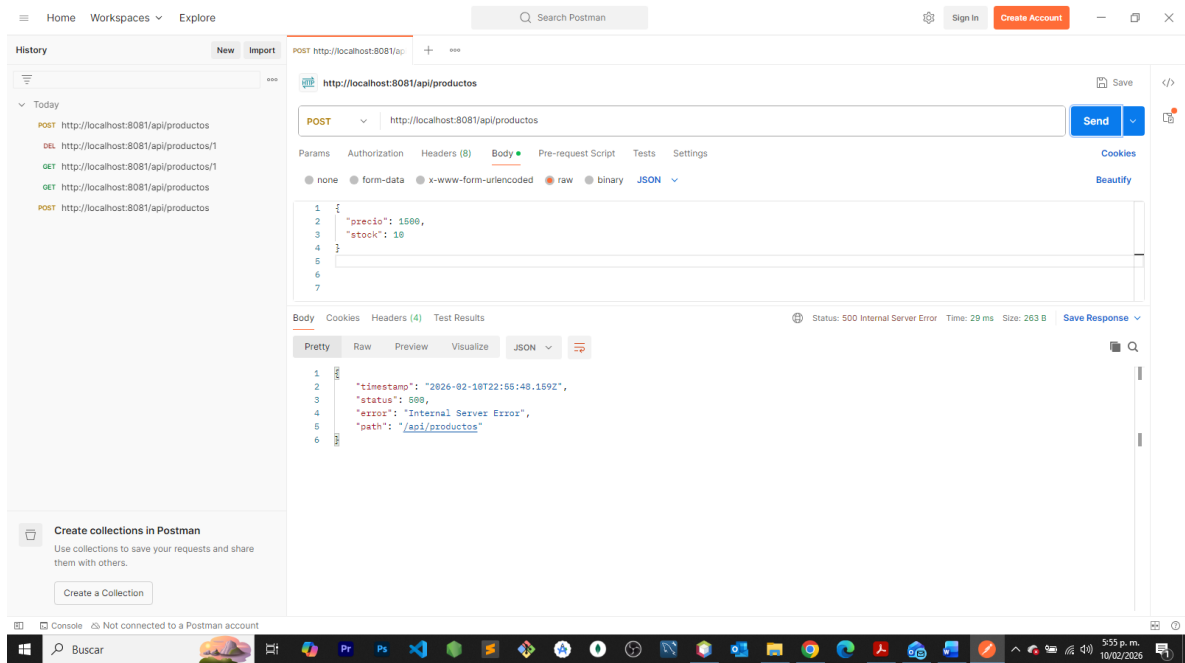 Home Workspaces Explore
Search Postman
Sign In Create Account
History New Import
Today
POST http://localhost:8081/api/productos
DEL http://localhost:8081/api/productos/1
GET http://localhost:8081/api/productos/1
GET http://localhost:8081/api/productos
POST http://localhost:8081/api/productos
Create collections in Postman
Use collections to save your requests and share
them with others.
Create a Collection
POST http://localhost:8081/ap
HTTP http://localhost:8081/api/productos Save
POST http://localhost:8081/api/productos Send
Params Authorization Headers (8) Body Pre-request Script Tests Settings Cookies
none form-data x-www-form-urlencoded raw binary JSON Beautify
1 {
2 "precio": 1500,
3 "stock": 10
4 }
5
6
7
Body Cookies Headers (4) Test Results Status: 500 Internal Server Error Time: 29 ms Size: 263 B Save Response
Pretty Raw Preview Visualize JSON
1 {
2 "timestamp": "2026-02-10T22:55:48.159Z",
3 "status": 500,
4 "error": "Internal Server Error",
5 "path": "/api/productos"
6 }
Console Not connected to a Postman account
Buscar
Pr Ps
5:55 p. m.
10/02/2026
1